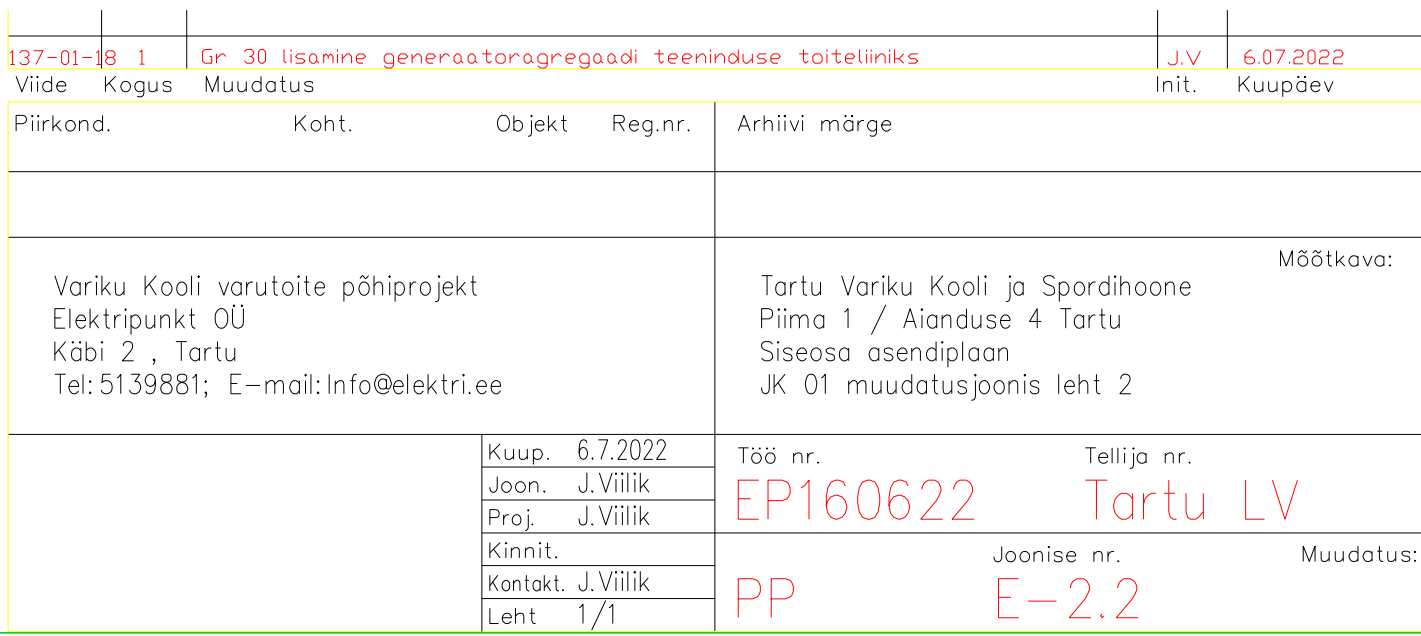 137-01-18 1 Gr 30 lisamine generaatoragregaadi teeninduse toiteliiniks J.V 6.07.2022
Viide Kogus Muudatus Init. Kuupäev
Piirkond. Koht. Objekt Reg.nr. Arhiivi märge
Variku Kooli varutoite põhiprojekt
Elektripunkt OÜ
Käbi 2 , Tartu
Tel:5139881; E-mail:Info@elektri.ee
Mõõtkava:
Tartu Variku Kooli ja Spordihoone
Piima 1 / Aianduse 4 Tartu
Siseosa asendiplaan
JK 01 muudatusjoonis leht 2
Kuup. 6.7.2022
Joon. J.Viilik
Proj. J.Viilik
Kinnit.
Kontakt. J.Viilik
Leht 1/1
Töö nr. Tellija nr.
EP160622 Tartu LV
Joonise nr. Muudatus:
PP E-2.2